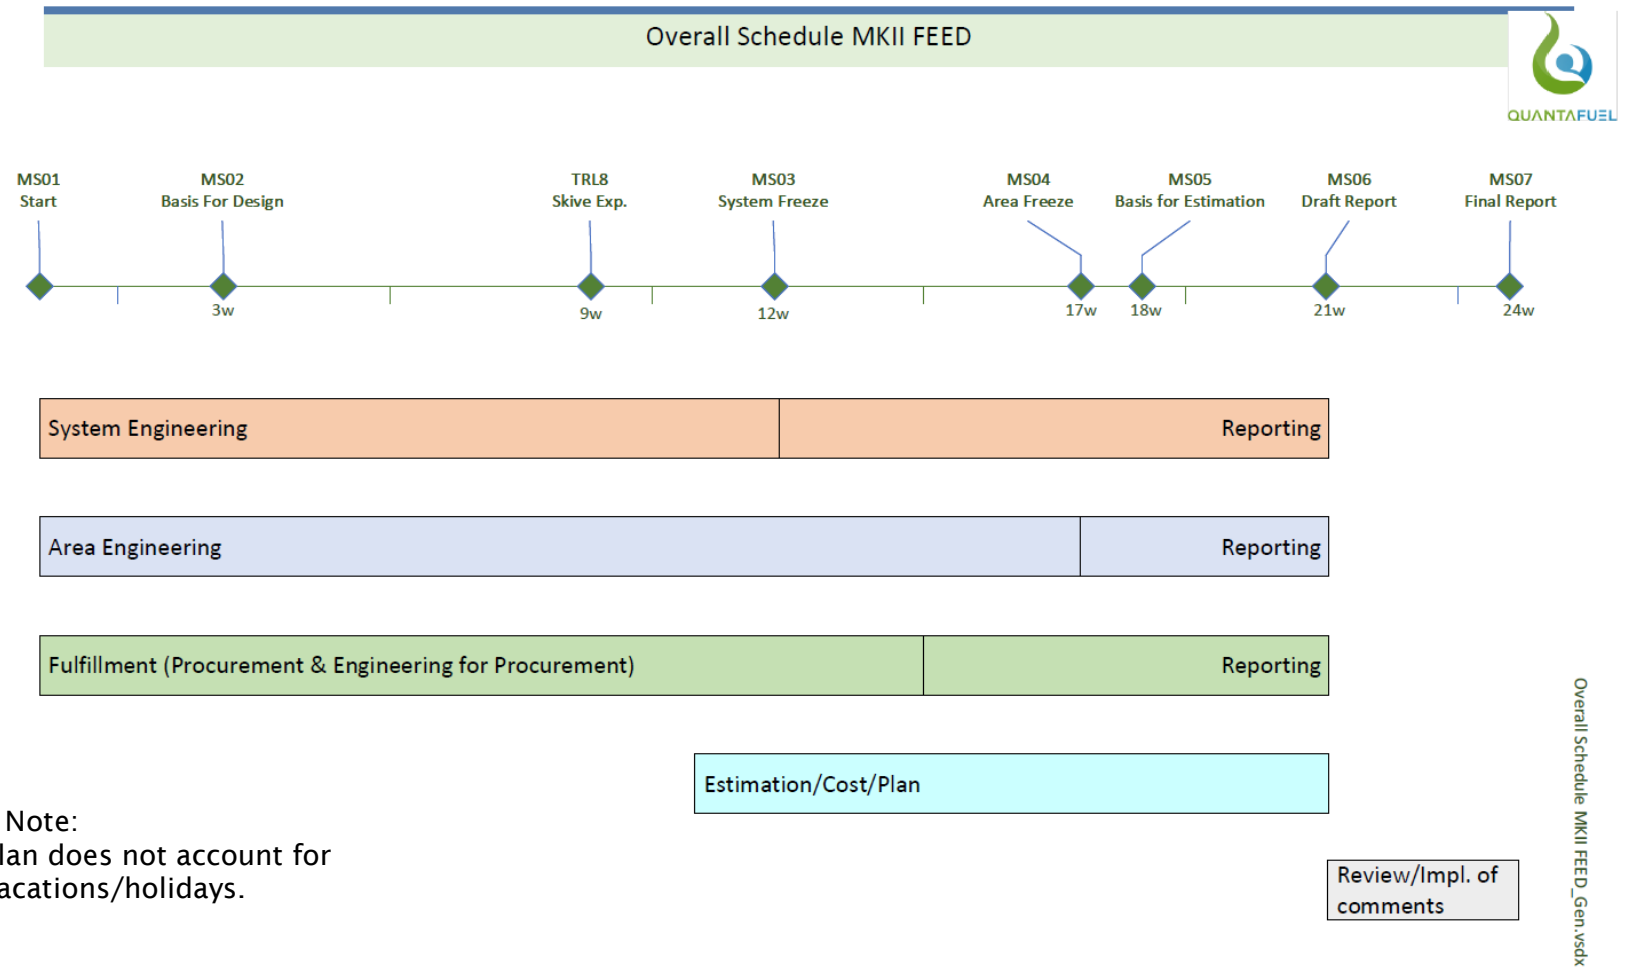 Overall Schedule MKII FEED
QUANTAFUEL
MS01
Start
MS02
Basis For Design
TRL8
Skive Exp.
MS03
System Freeze
MS04
Area Freeze
MS05
Basis for Estimation
MS06
Draft Report
MS07
Final Report
3w
9w
12w
17w
18w
21w
24w
System Engineering
Reporting
Area Engineering
Reporting
Fulfillment (Procurement & Engineering for Procurement)
Reporting
Estimation/Cost/Plan
Note:
lan does not account for
acations/holidays.
Review/Impl. of
comments
Overall Schedule MKII FEED_Gen.vsdx